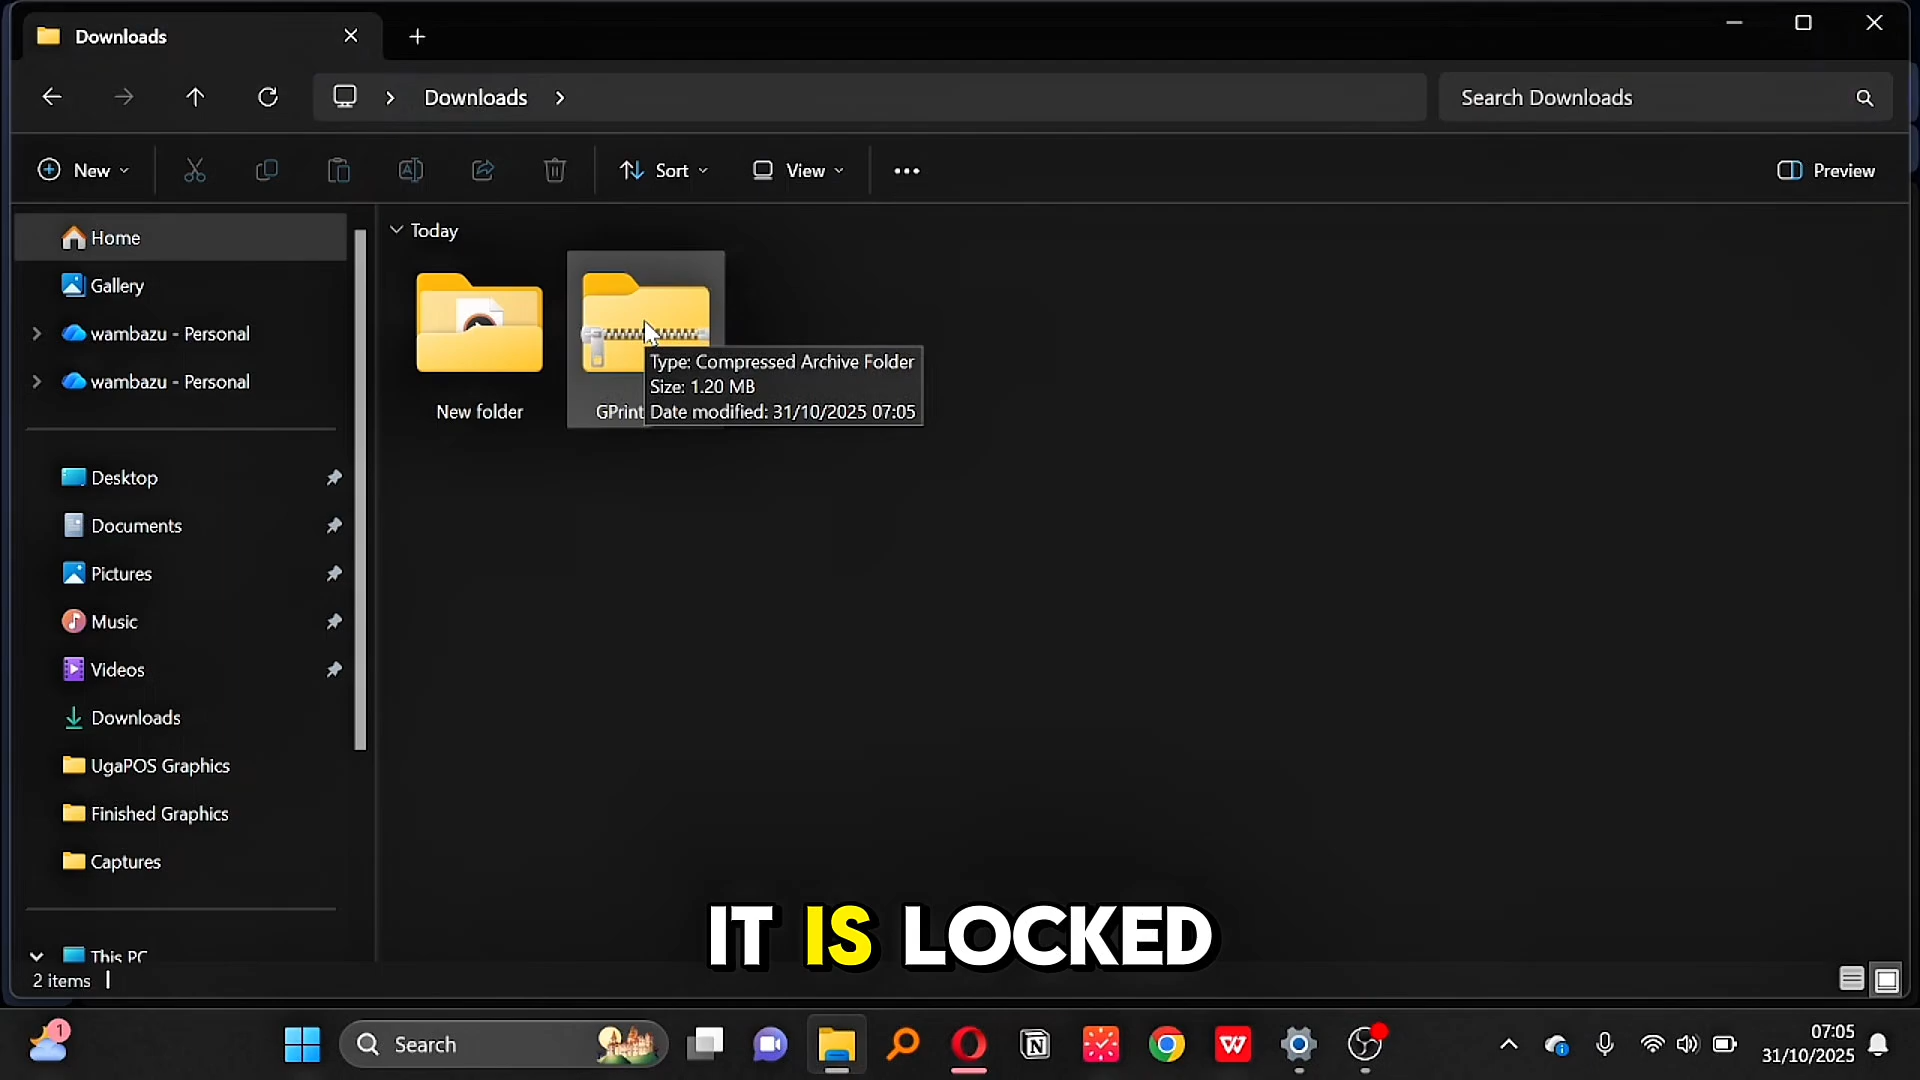 Downloads
Downloads
Search Downloads
New
Sort
View
Preview
Home
Gallery
wambazu - Personal
wambazu - Personal
Desktop
Documents
Pictures
Music
Videos
Downloads
UgaPOS Graphics
Finished Graphics
Captures
This PC
Today
New folder
GPrint
Type: Compressed Archive Folder
Size: 1.20 MB
Date modified: 31/10/2025 07:05
IT IS LOCKED
2 items
1
Search
07:05
31/10/2025